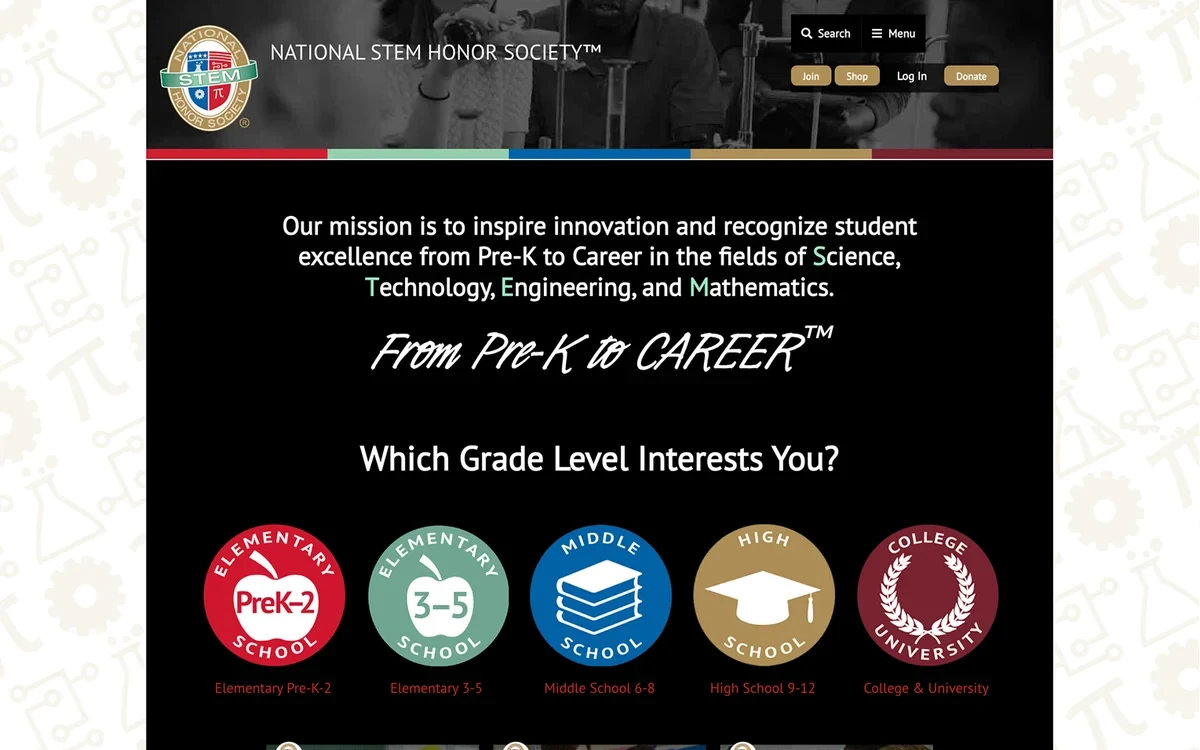 NATIONAL
STEM
π
HONOR SOCIETY
®
NATIONAL STEM HONOR SOCIETY™
Search
Menu
Join
Shop
Log In
Donate
Our mission is to inspire innovation and recognize student
excellence from Pre-K to Career in the fields of Science,
Technology, Engineering, and Mathematics.
From Pre-K to CAREER™
Which Grade Level Interests You?
ELEMENTARY
PreK–2
SCHOOL
ELEMENTARY
3–5
SCHOOL
MIDDLE
SCHOOL
HIGH
SCHOOL
COLLEGE
UNIVERSITY
Elementary Pre-K-2
Elementary 3-5
Middle School 6-8
High School 9-12
College & University